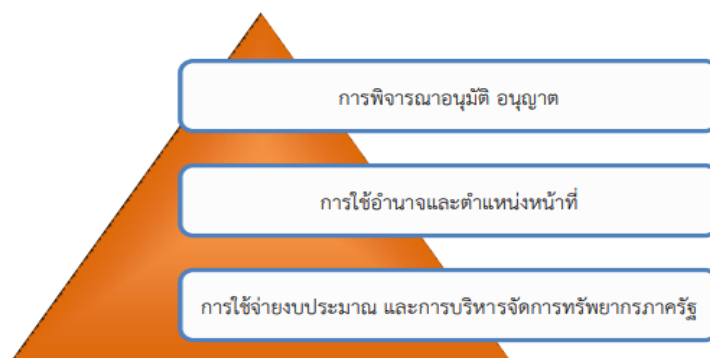 การพิจารณาอนุมัติ อนุญาต
การใช้อำนาจและตำแหน่งหน้าที่
การใช้จ่ายงบประมาณ และการบริหารจัดการทรัพยากรภาครัฐ